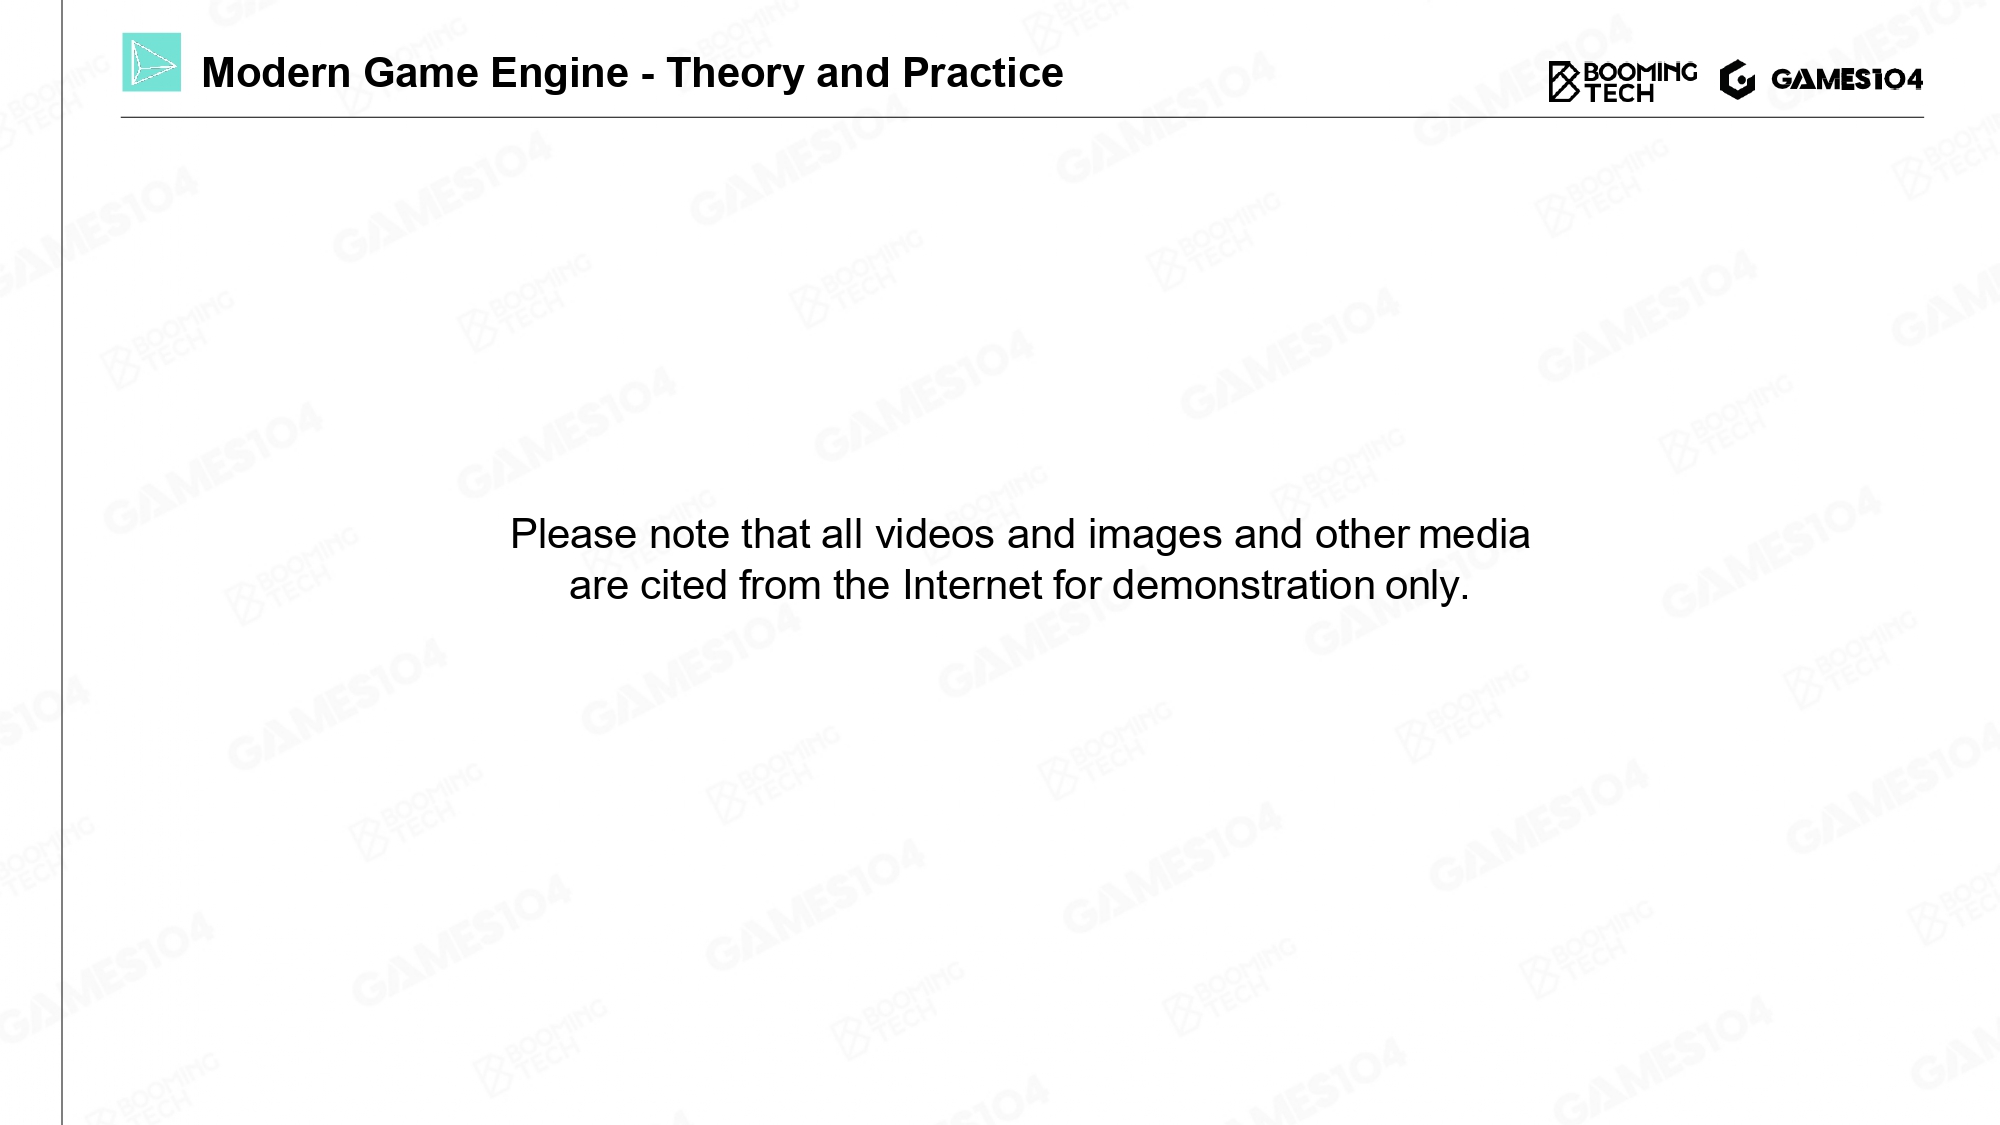 Modern Game Engine - Theory and Practice
BOOMING
TECH
GAMES104
Please note that all videos and images and other media
are cited from the Internet for demonstration only.